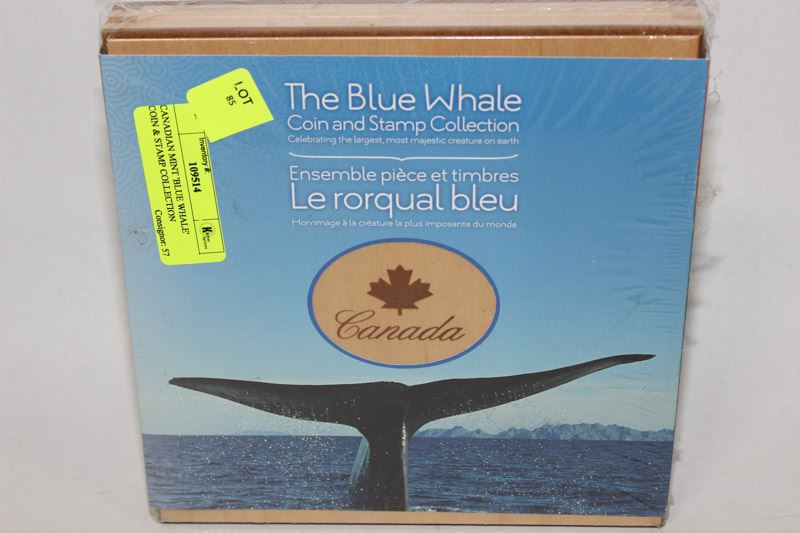 LOT
85
Inventory #:
109514
CANADIAN MINT 'BLUE WHALE'
COIN & STAMP COLLECTION
Consignor: 57
The Blue Whale
Coin and Stamp Collection
Celebrating the largest, most majestic creature on earth
Ensemble pièce et timbres
Le rorqual bleu
Hommage à la créature la plus imposante du monde
Canada